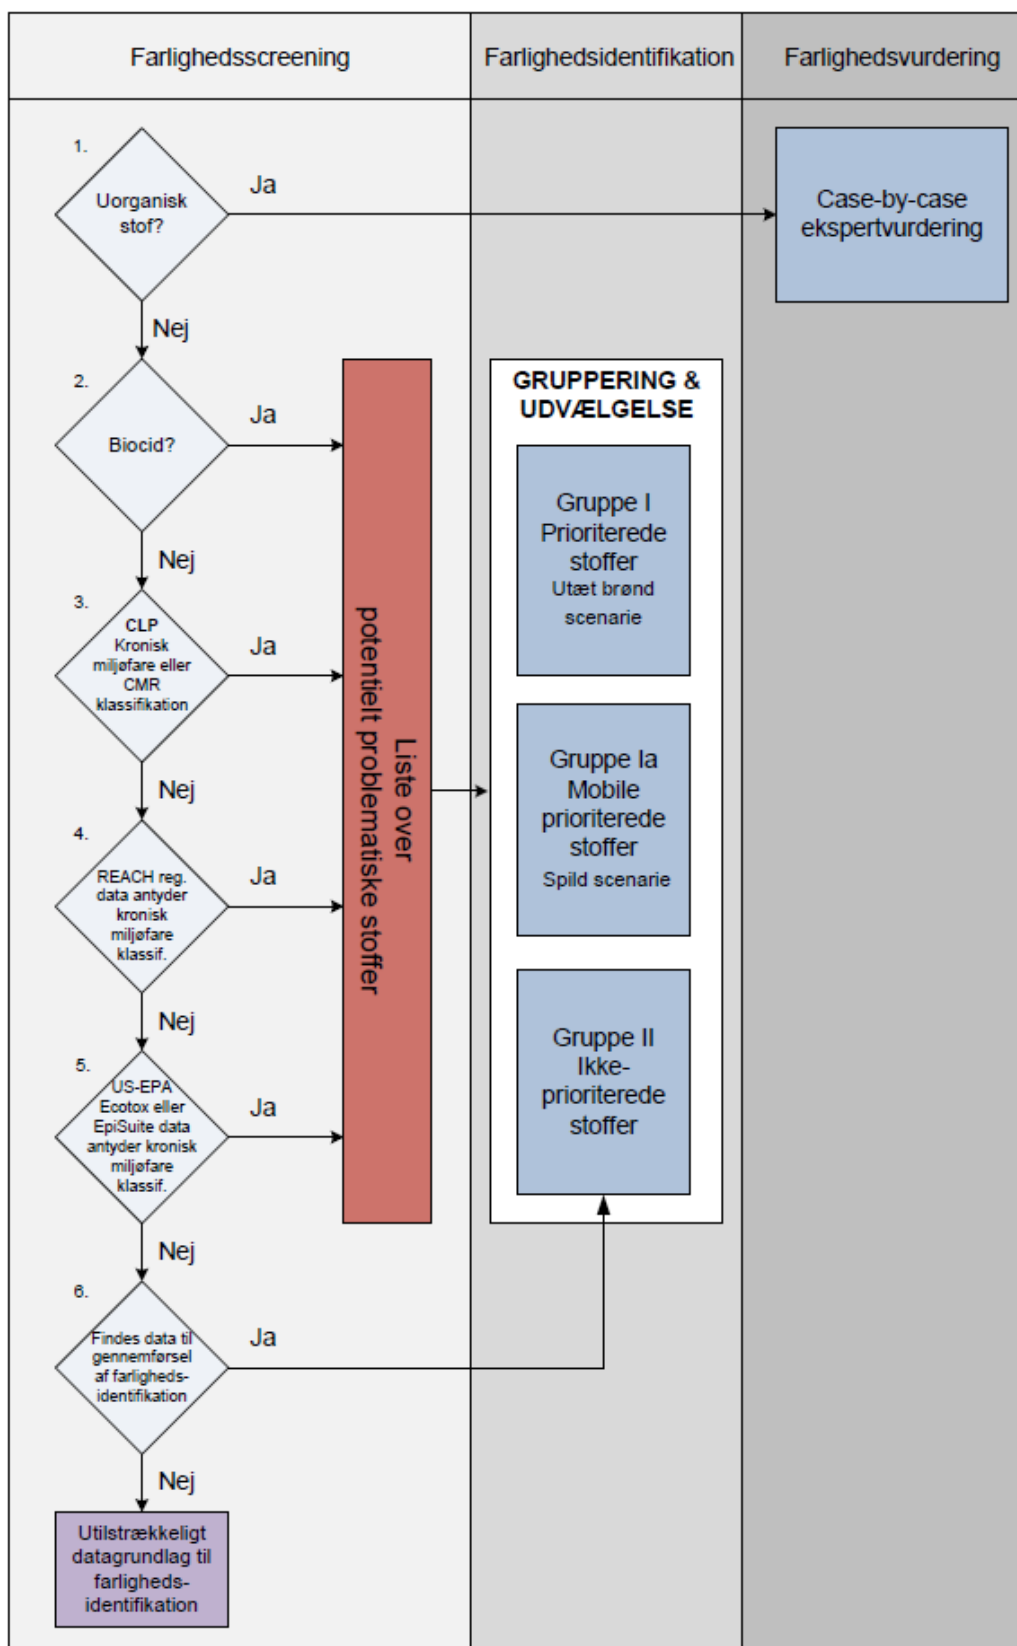 Farlighedsscreening
Farlighedsidentifikation
Farlighedsvurdering
1.
Uorganisk
stof?
Ja
Case-by-case
ekspertvurdering
Nej
2.
Biocid?
Ja
Nej
3.
CLP
Kronisk
miljøfare eller
CMR
klassifikation
Ja
Nej
4.
REACH reg.
data antyder
kronisk
miljøfare
klassif.
Ja
Nej
5.
US-EPA
Ecotox eller
EpiSuite data
antyder kronisk
miljøfare
klassif.
Ja
Nej
6.
Findes data til
gennemførsel
af farligheds-
identifikation
Ja
Nej
Utilstrækkeligt
datagrundlag til
farligheds-
identifikation
Liste over
potentielt problematiske stoffer
GRUPPERING &
UDVÆLGELSE
Gruppe I
Prioriterede
stoffer
Utæt brønd
scenarie
Gruppe Ia
Mobile
prioriterede
stoffer
Spild scenarie
Gruppe II
Ikke-
prioriterede
stoffer